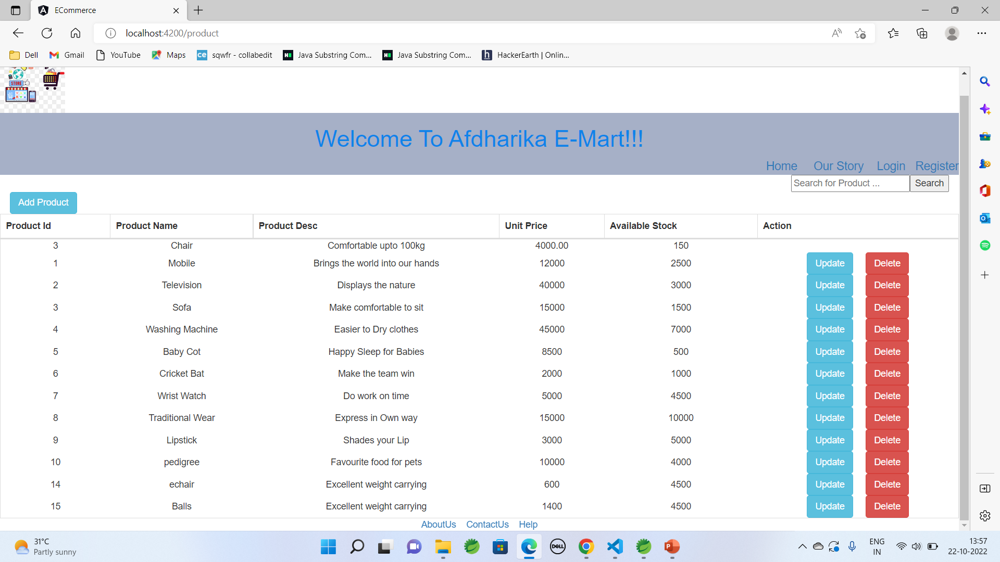 ECommerce
localhost:4200/product
Dell Gmail YouTube Maps ce sqwfr - collabedit Java Substring Com... Java Substring Com... h HackerEarth | Onlin...
STORE
Welcome To Afdharika E-Mart!!!
Home Our Story Login Register
Search for Product ... Search
Add Product
Product Id Product Name Product Desc Unit Price Available Stock Action
3 Chair Comfortable upto 100kg 4000.00 150
1 Mobile Brings the world into our hands 12000 2500 Update Delete
2 Television Displays the nature 40000 3000 Update Delete
3 Sofa Make comfortable to sit 15000 1500 Update Delete
4 Washing Machine Easier to Dry clothes 45000 7000 Update Delete
5 Baby Cot Happy Sleep for Babies 8500 500 Update Delete
6 Cricket Bat Make the team win 2000 1000 Update Delete
7 Wrist Watch Do work on time 5000 4500 Update Delete
8 Traditional Wear Express in Own way 15000 10000 Update Delete
9 Lipstick Shades your Lip 3000 5000 Update Delete
10 pedigree Favourite food for pets 10000 4000 Update Delete
14 echair Excellent weight carrying 600 4500 Update Delete
15 Balls Excellent weight carrying 1400 4500 Update Delete
AboutUs ContactUs Help
31°C
Partly sunny
DELL
ENG
IN
13:57
22-10-2022